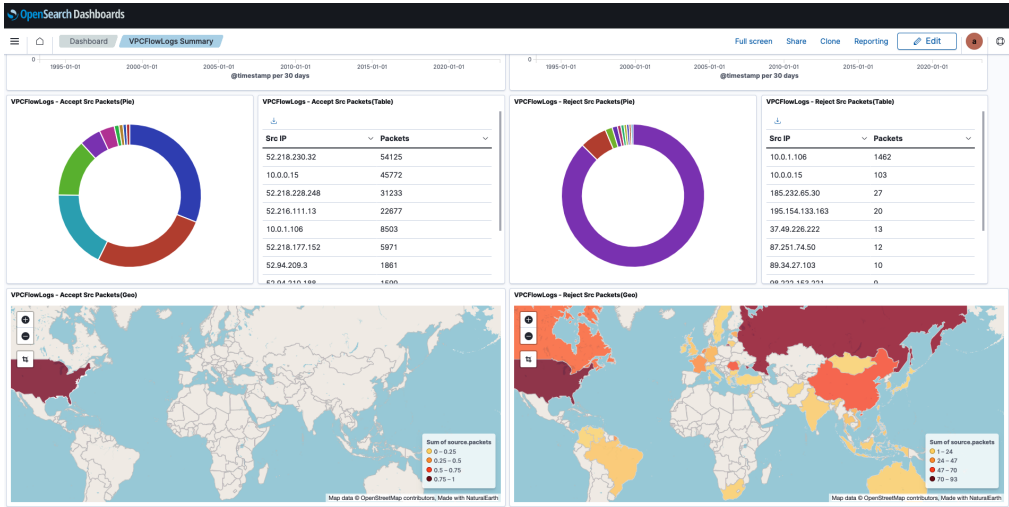 OpenSearch Dashboards
Dashboard VPCFlowLogs Summary Full screen Share Clone Reporting Edit a
0 1995-01-01 2000-01-01 2005-01-01 2010-01-01 2015-01-01 2020-01-01
@timestamp per 30 days
0 1995-01-01 2000-01-01 2005-01-01 2010-01-01 2015-01-01 2020-01-01
@timestamp per 30 days
VPCFlowLogs - Accept Src Packets(Pie)
VPCFlowLogs - Accept Src Packets(Table)
Src IP Packets
52.218.230.32 54125
10.0.0.15 45772
52.218.228.248 31233
52.216.111.13 22677
10.0.1.106 8503
52.218.177.152 5971
52.94.209.3 1861
52.94.210.188 1599
VPCFlowLogs - Reject Src Packets(Pie)
VPCFlowLogs - Reject Src Packets(Table)
Src IP Packets
10.0.1.106 1462
10.0.0.15 103
185.232.65.30 27
195.154.133.163 20
37.49.226.222 13
87.251.74.50 12
89.34.27.103 10
VPCFlowLogs - Accept Src Packets(Geo)
Sum of source.packets
0 – 0.25
0.25 – 0.5
0.5 – 0.75
0.75 – 1
Map data © OpenStreetMap contributors, Made with NaturalEarth
VPCFlowLogs - Reject Src Packets(Geo)
Sum of source.packets
1 – 24
24 – 47
47 – 70
70 – 93
Map data © OpenStreetMap contributors, Made with NaturalEarth